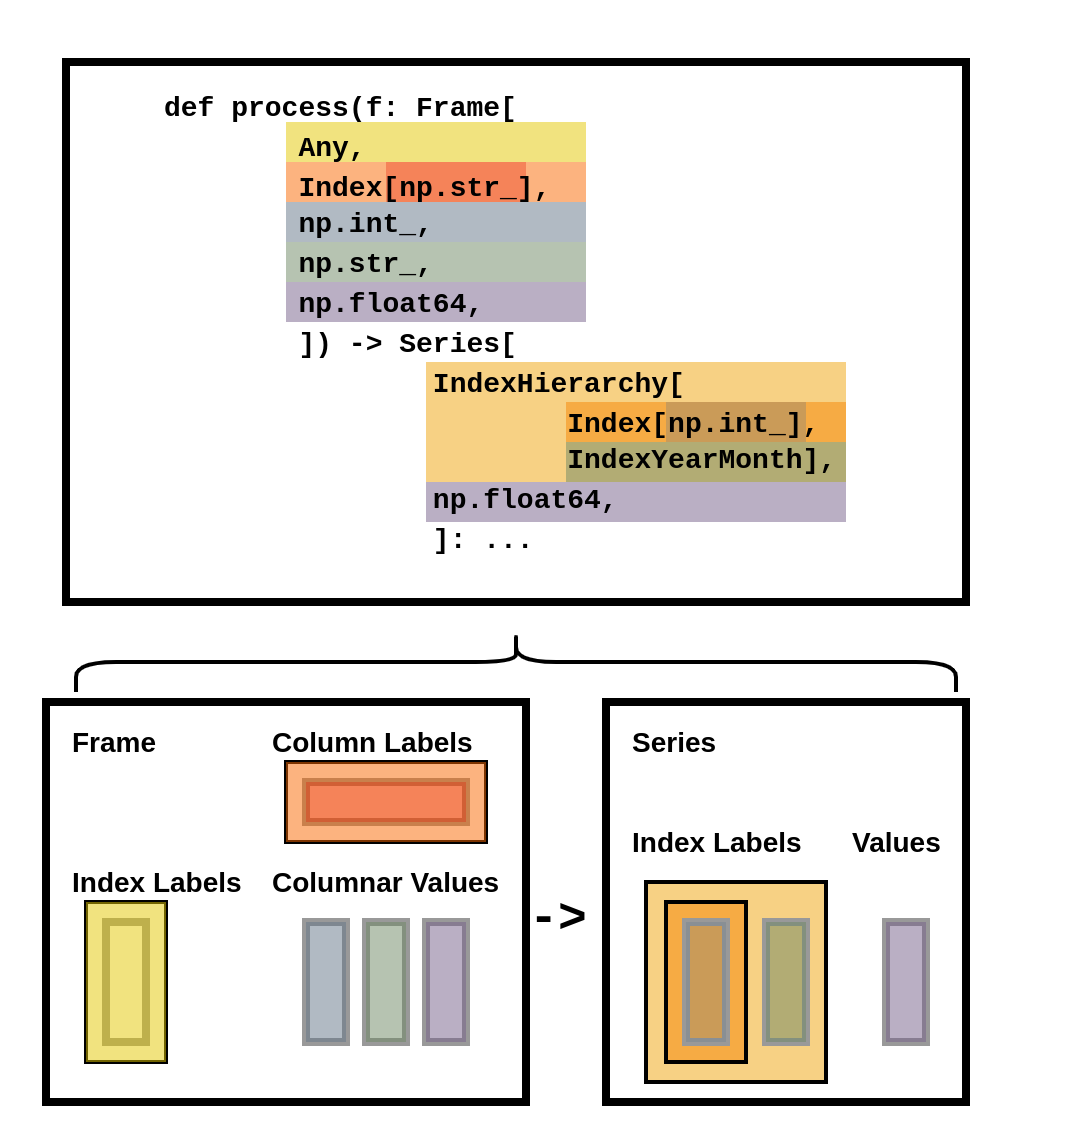 def process(f: Frame[
Any,
Index[np.str_],
np.int_,
np.str_,
np.float64,
]) -> Series[
IndexHierarchy[
Index[np.int_],
IndexYearMonth],
np.float64,
]: ...
Frame
Column Labels
Index Labels
Columnar Values
->
Series
Index Labels
Values